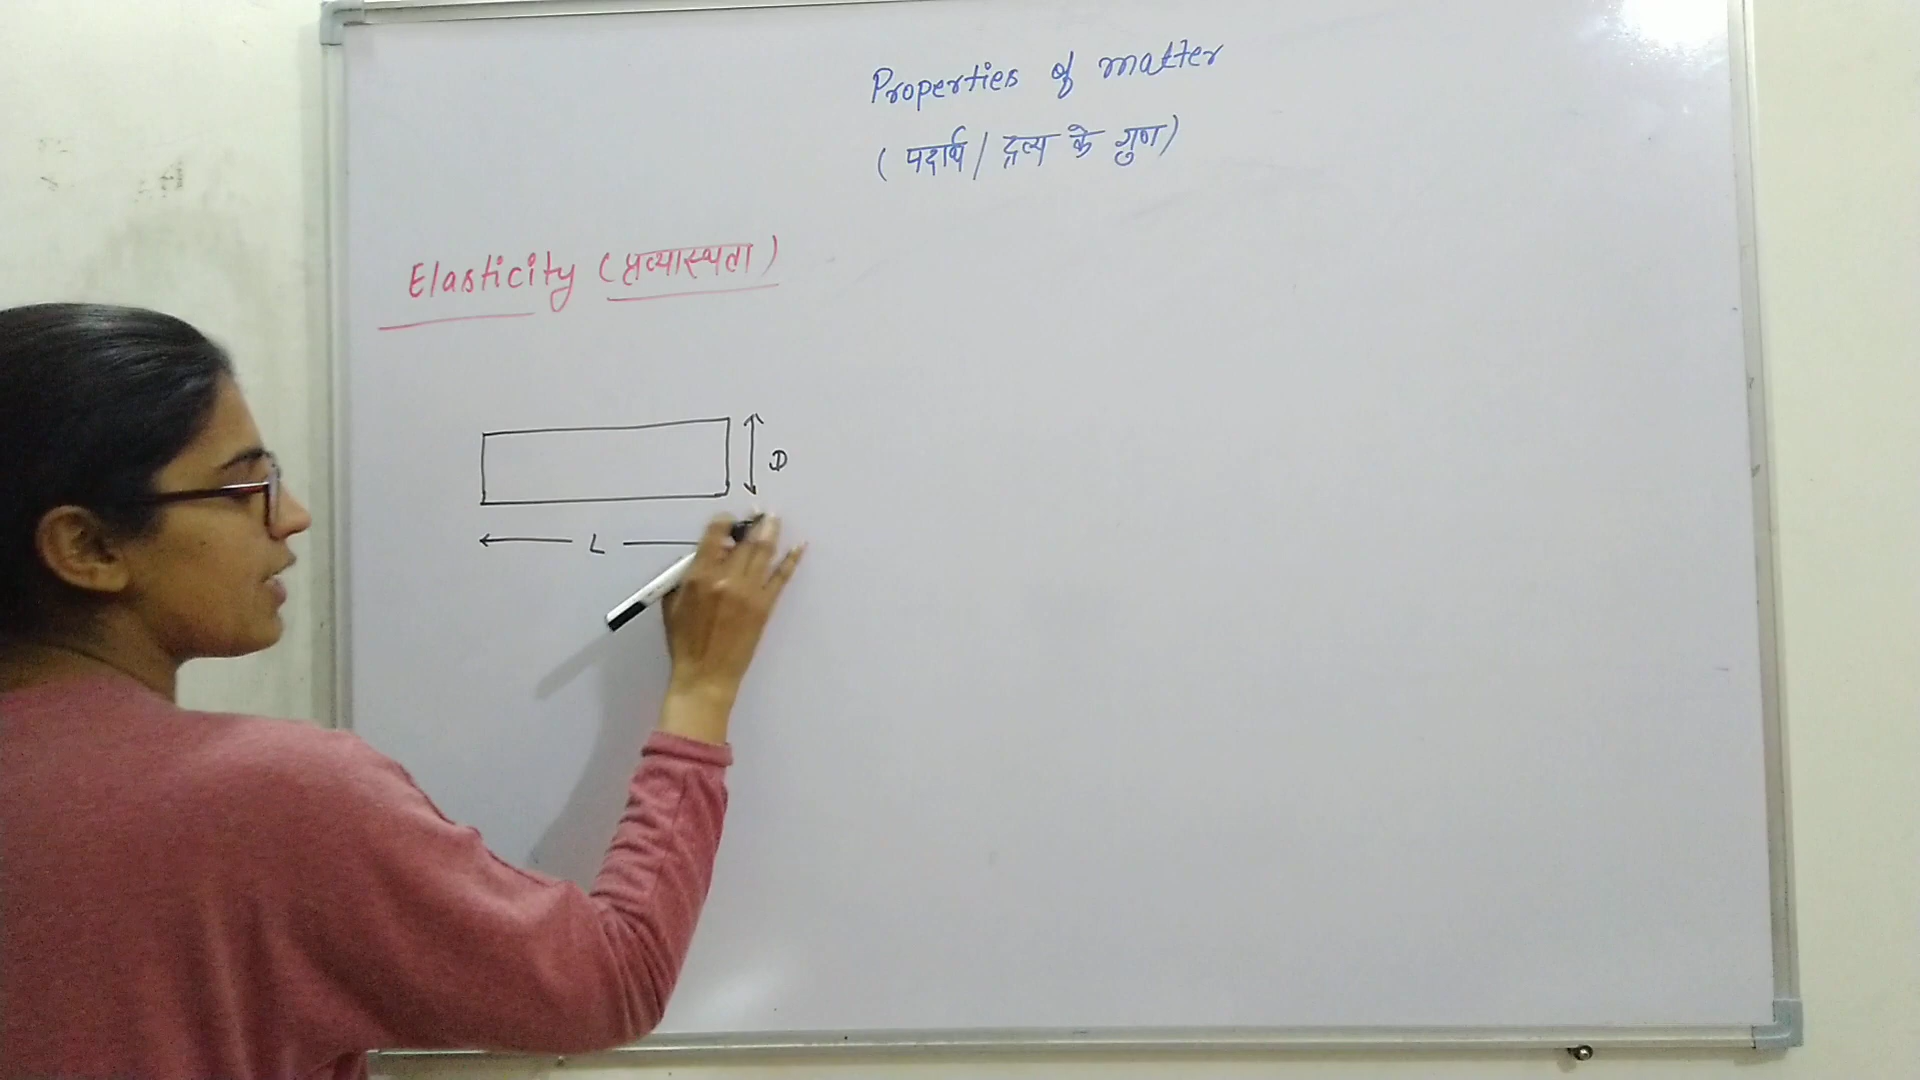 Properties of matter
(पदार्थ / द्रव्य के गुण)
Elasticity (प्रत्यास्थता)
D
L